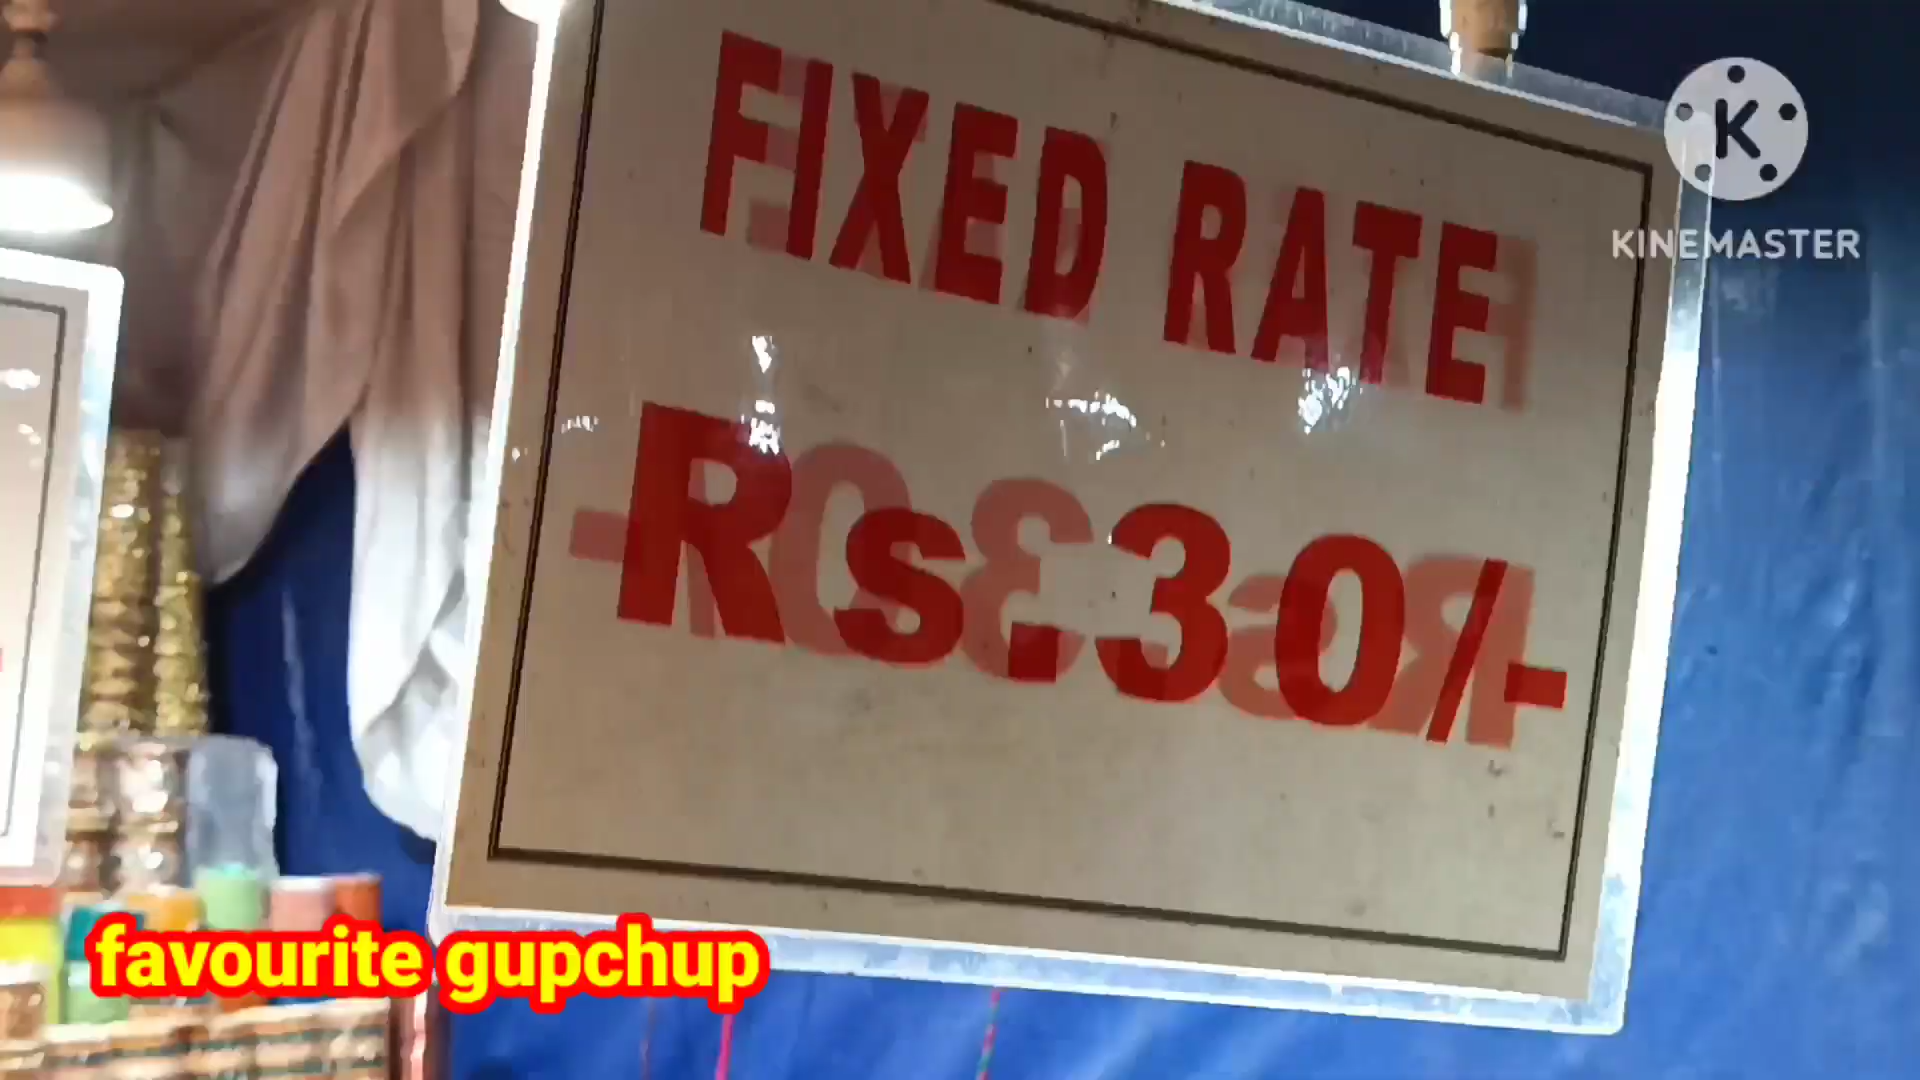 FIXED RATE
Rs.30/-
K
KINEMASTER
favourite gupchup